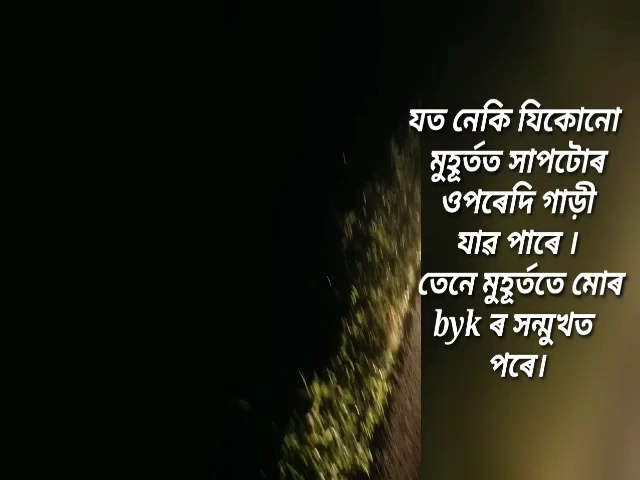 যত নেকি যিকোনো
মুহূৰ্তত সাপটোৰ
ওপৰেদি গাড়ী
যাৱ পাৰে ।
তেনে মুহূৰ্ততে মোৰ
byk ৰ সন্মুখত
পৰে।